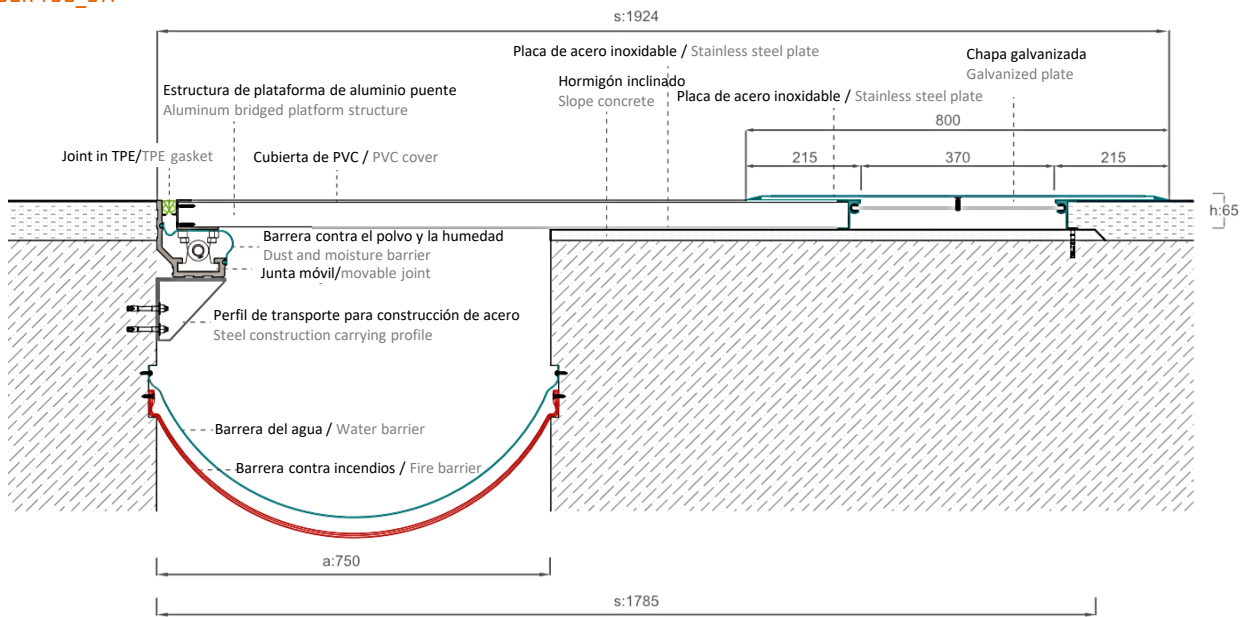 s:1924
Placa de acero inoxidable / Stainless steel plate
Chapa galvanizada
Galvanized plate
Estructura de plataforma de aluminio puente
Aluminum bridged platform structure
Hormigón inclinado
Slope concrete
Placa de acero inoxidable / Stainless steel plate
800
Joint in TPE/TPE gasket
Cubierta de PVC / PVC cover
215
370
215
h:65
Barrera contra el polvo y la humedad
Dust and moisture barrier
Junta móvil/movable joint
Perfil de transporte para construcción de acero
Steel construction carrying profile
Barrera del agua / Water barrier
Barrera contra incendios / Fire barrier
a:750
s:1785